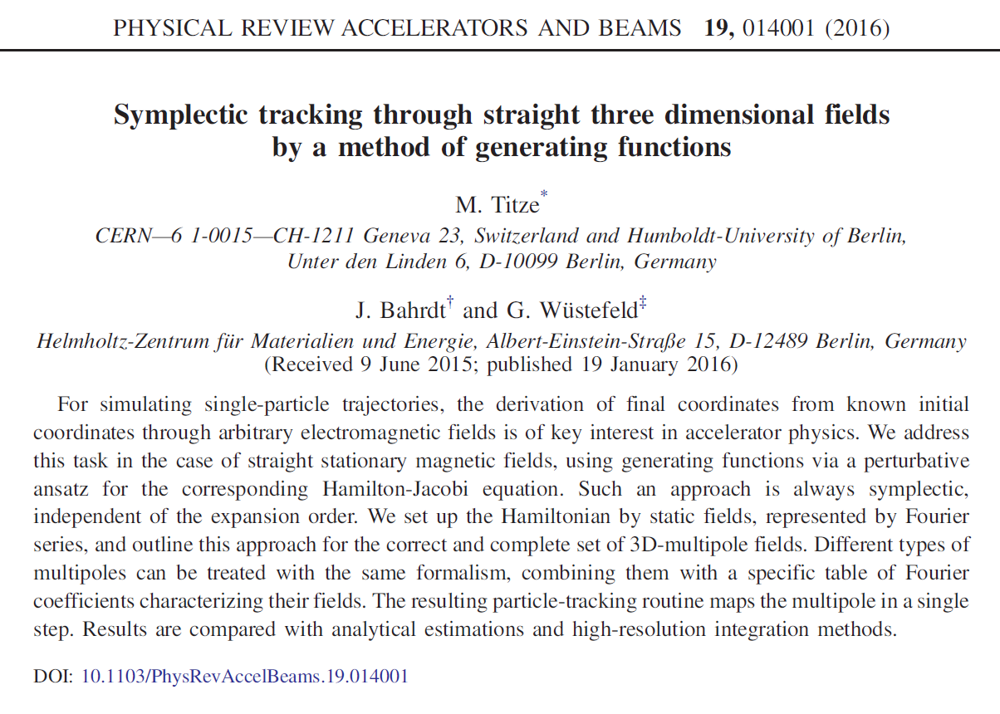 PHYSICAL REVIEW ACCELERATORS AND BEAMS 19, 014001 (2016)
Symplectic tracking through straight three dimensional fields
by a method of generating functions
M. Titze*
CERN—6 1-0015—CH-1211 Geneva 23, Switzerland and Humboldt-University of Berlin,
Unter den Linden 6, D-10099 Berlin, Germany
J. Bahrdt† and G. Wüstefeld‡
Helmholtz-Zentrum für Materialien und Energie, Albert-Einstein-Straße 15, D-12489 Berlin, Germany
(Received 9 June 2015; published 19 January 2016)
For simulating single-particle trajectories, the derivation of final coordinates from known initial
coordinates through arbitrary electromagnetic fields is of key interest in accelerator physics. We address
this task in the case of straight stationary magnetic fields, using generating functions via a perturbative
ansatz for the corresponding Hamilton-Jacobi equation. Such an approach is always symplectic,
independent of the expansion order. We set up the Hamiltonian by static fields, represented by Fourier
series, and outline this approach for the correct and complete set of 3D-multipole fields. Different types of
multipoles can be treated with the same formalism, combining them with a specific table of Fourier
coefficients characterizing their fields. The resulting particle-tracking routine maps the multipole in a single
step. Results are compared with analytical estimations and high-resolution integration methods.
DOI: 10.1103/PhysRevAccelBeams.19.014001